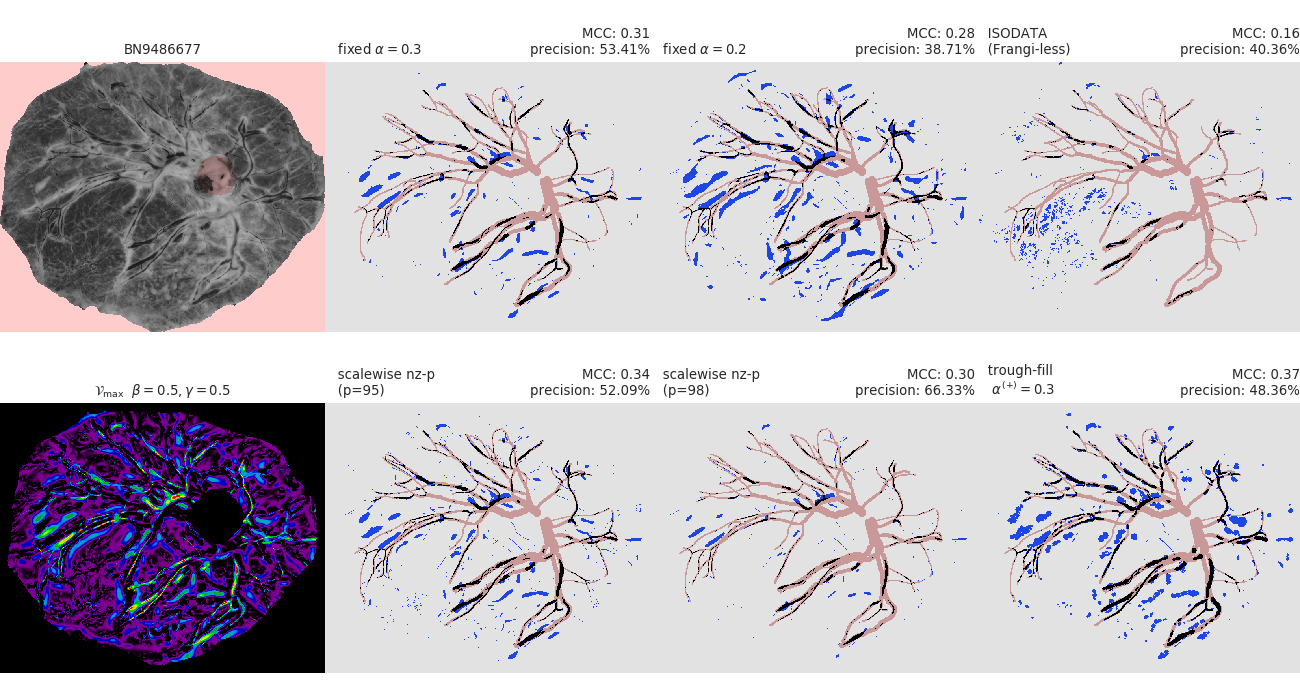 BN9486677
fixed α = 0.3
MCC: 0.31
precision: 53.41%
fixed α = 0.2
MCC: 0.28
precision: 38.71%
ISODATA
(Frangi-less)
MCC: 0.16
precision: 40.36%
𝒱max β = 0.5, γ = 0.5
scalewise nz-p
(p=95)
MCC: 0.34
precision: 52.09%
scalewise nz-p
(p=98)
MCC: 0.30
precision: 66.33%
trough-fill
α(+) = 0.3
MCC: 0.37
precision: 48.36%